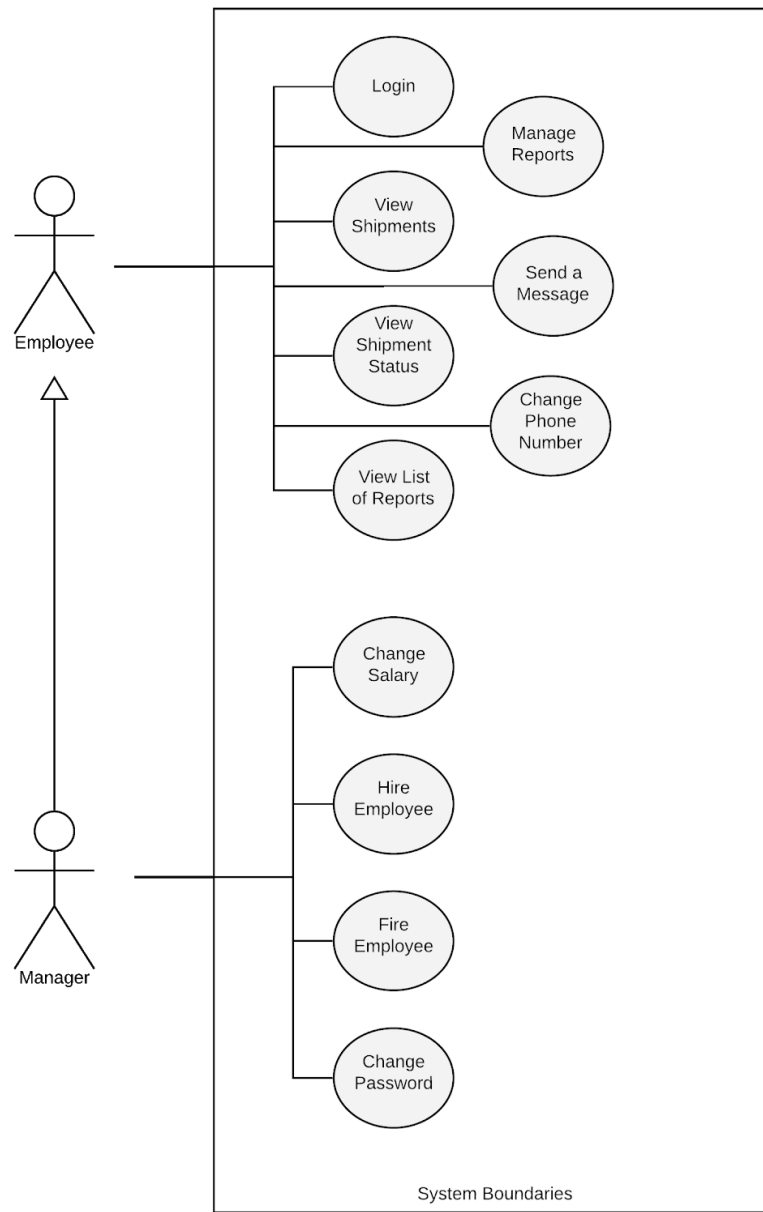 Login
Manage
Reports
View
Shipments
Send a
Message
Employee
View
Shipment
Status
Change
Phone
Number
View List
of Reports
Change
Salary
Hire
Employee
Fire
Employee
Manager
Change
Password
System Boundaries